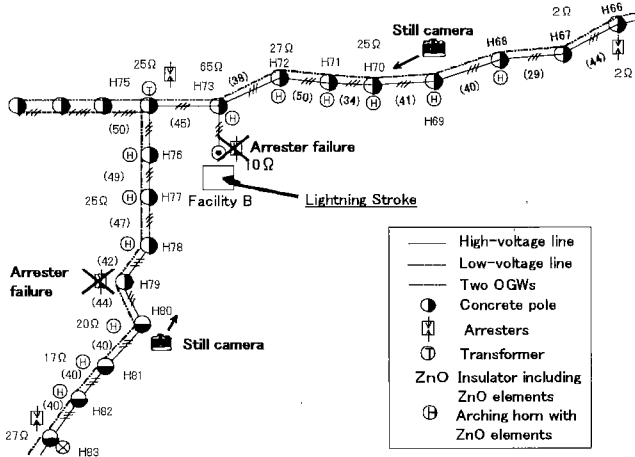 H66
2Ω
Still camera
H67
H68
27Ω
25Ω
H72
H71
H70
(44)
2Ω
(29)
(40)
H69
(41)
(34)
(50)
(38)
65Ω
H73
25Ω
H75
(50)
(45)
H
H
H
H
H
H
T
Arrester failure
10Ω
Facility B
Lightning Stroke
H
H76
(49)
H
H77
25Ω
(47)
H
H78
(42)
Arrester
failure
(44)
H79
H80
20Ω
H
(40)
Still camera
17Ω
H
(40)
H81
H
(40)
H82
27Ω
H83
High-voltage line
Low-voltage line
Two OGWs
Concrete pole
Arresters
T
Transformer
ZnO
Insulator including
ZnO elements
H
Arching horn with
ZnO elements